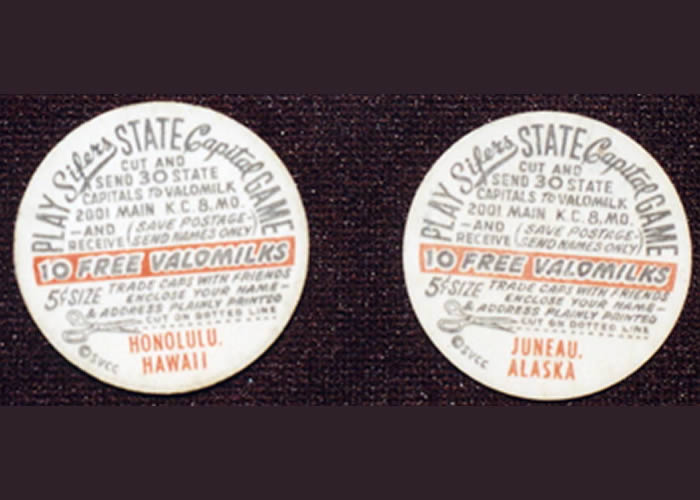 PLAY Sifers STATE Capital GAME
CUT AND
SEND 30 STATE
CAPITALS TO VALOMILK
2001 MAIN K.C. 8, MO.
-AND RECEIVE (SAVE POSTAGE- SEND NAMES ONLY)
10 FREE VALOMILKS
5¢ SIZE TRADE CAPS WITH FRIENDS
ENCLOSE YOUR NAME-
& ADDRESS PLAINLY PRINTED
CUT ON DOTTED LINE
©SVCC
HONOLULU,
HAWAII
PLAY Sifers STATE Capital GAME
CUT AND
SEND 30 STATE
CAPITALS TO VALOMILK
2001 MAIN K.C. 8, MO.
-AND RECEIVE (SAVE POSTAGE- SEND NAMES ONLY)
10 FREE VALOMILKS
5¢ SIZE TRADE CAPS WITH FRIENDS
ENCLOSE YOUR NAME-
& ADDRESS PLAINLY PRINTED
CUT ON DOTTED LINE
©SVCC
JUNEAU,
ALASKA